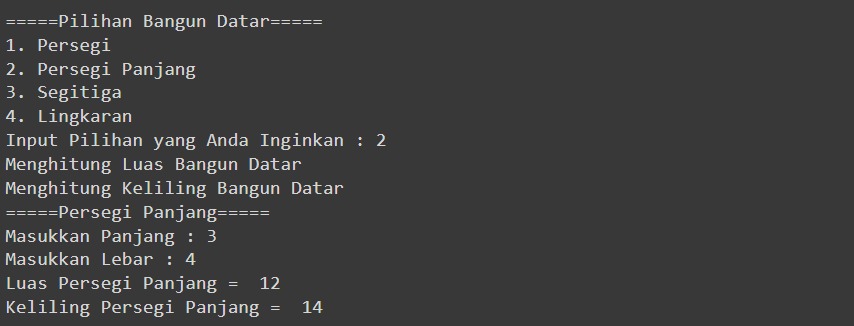 =====Pilihan Bangun Datar=====
1. Persegi
2. Persegi Panjang
3. Segitiga
4. Lingkaran
Input Pilihan yang Anda Inginkan : 2
Menghitung Luas Bangun Datar
Menghitung Keliling Bangun Datar
=====Persegi Panjang=====
Masukkan Panjang : 3
Masukkan Lebar : 4
Luas Persegi Panjang =  12
Keliling Persegi Panjang =  14